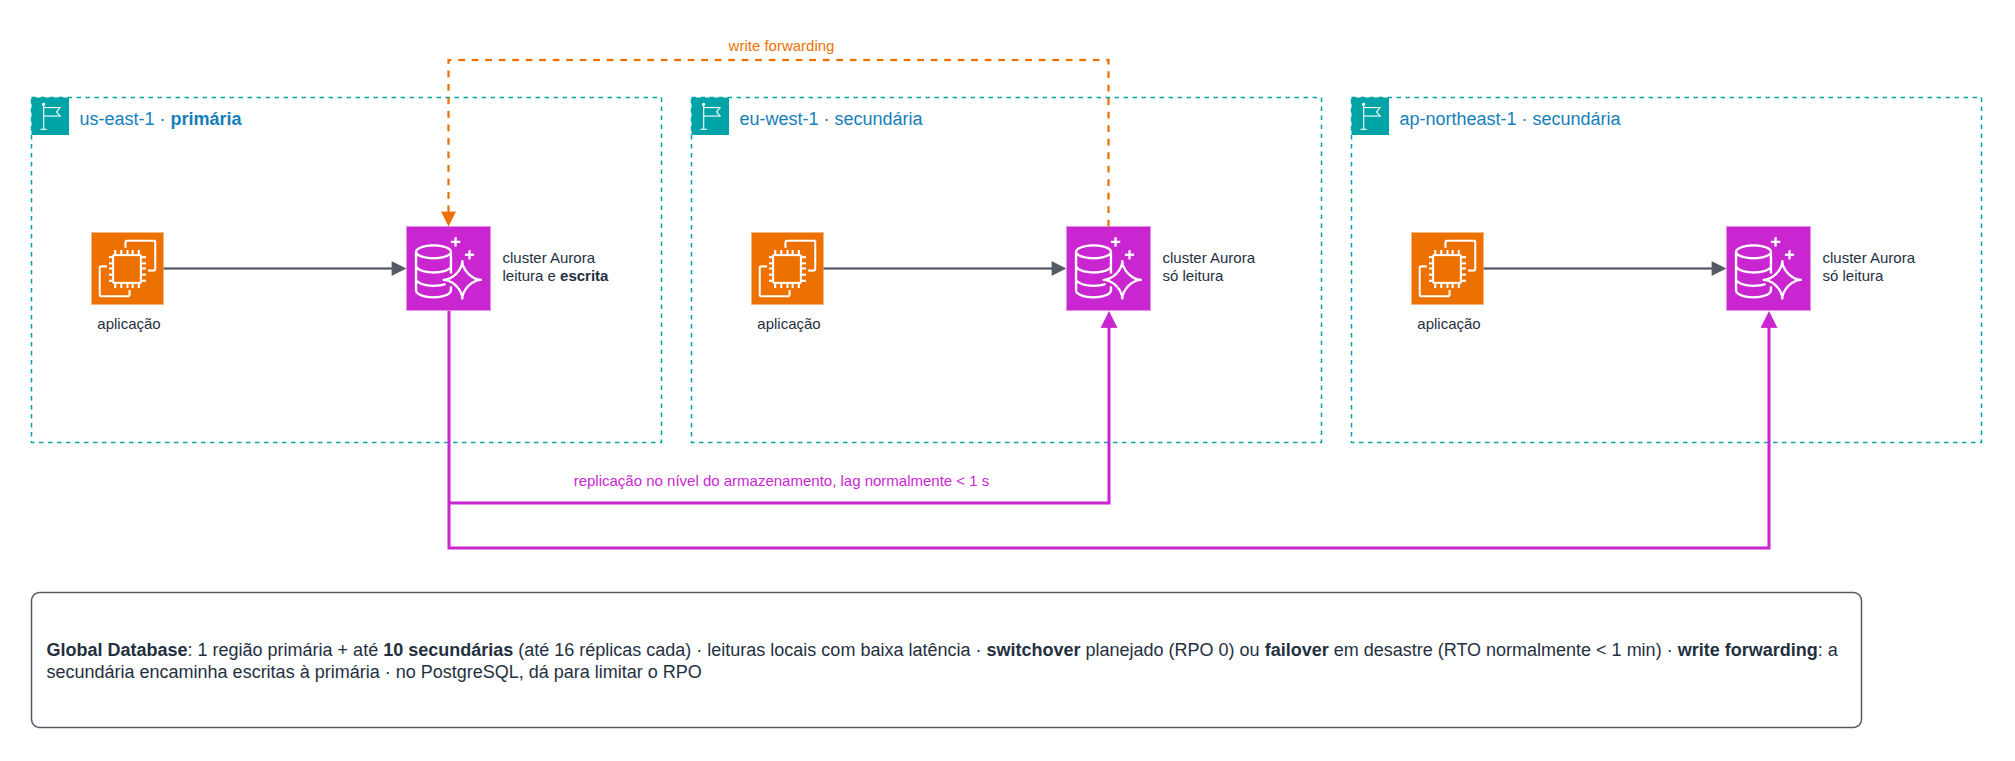 write forwarding
us-east-1 · primária
eu-west-1 · secundária
ap-northeast-1 · secundária
cluster Aurora
leitura e escrita
cluster Aurora
só leitura
cluster Aurora
só leitura
aplicação
aplicação
aplicação
replicação no nível do armazenamento, lag normalmente < 1 s
Global Database: 1 região primária + até 10 secundárias (até 16 réplicas cada) · leituras locais com baixa latência · switchover planejado (RPO 0) ou failover em desastre (RTO normalmente < 1 min) · write forwarding: a
secundária encaminha escritas à primária · no PostgreSQL, dá para limitar o RPO